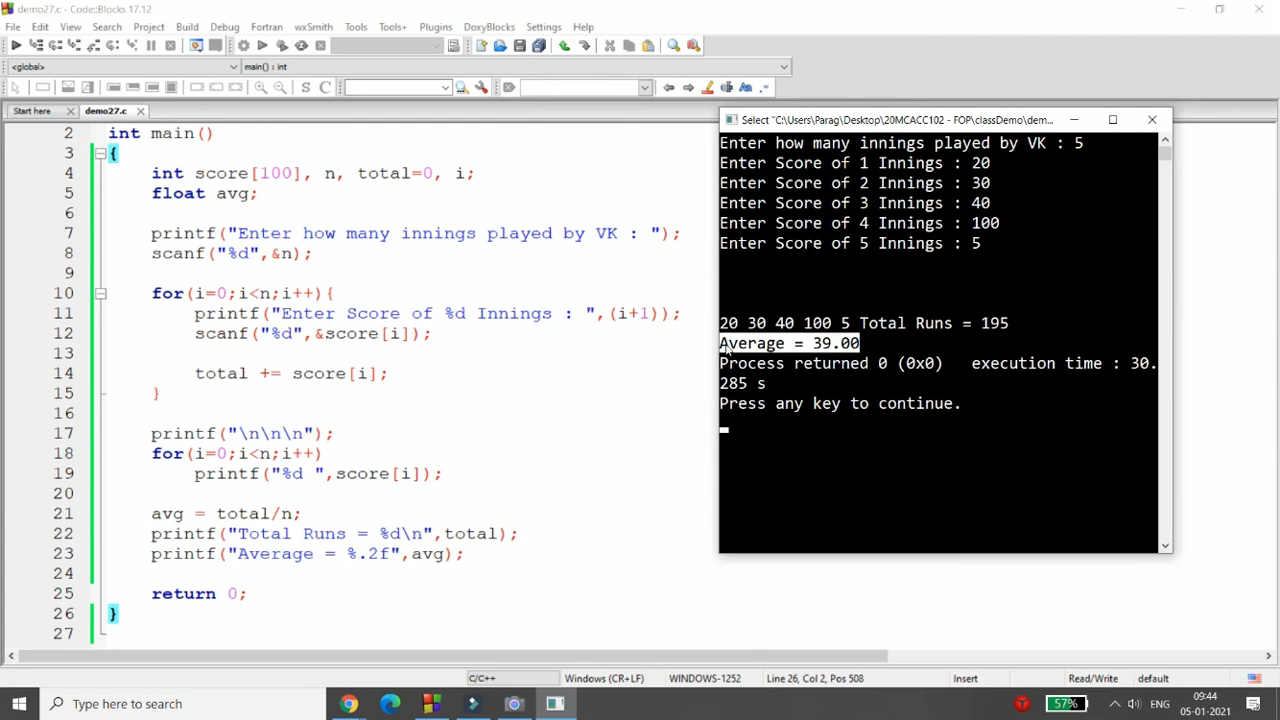 demo27.c - Code::Blocks 17.12
File Edit View Search Project Build Debug Fortran wxSmith Tools Tools+ Plugins DoxyBlocks Settings Help
<global> main() : int
S C
Start here demo27.c
2 int main()
3 {
4 int score[100], n, total=0, i;
5 float avg;
6
7 printf("Enter how many innings played by VK : ");
8 scanf("%d",&n);
9
10 for(i=0;i<n;i++){
11 printf("Enter Score of %d Innings : ",(i+1));
12 scanf("%d",&score[i]);
13
14 total += score[i];
15 }
16
17 printf("\n\n\n");
18 for(i=0;i<n;i++)
19 printf("%d ",score[i]);
20
21 avg = total/n;
22 printf("Total Runs = %d\n",total);
23 printf("Average = %.2f",avg);
24
25 return 0;
26 }
27
Select "C:\Users\Parag\Desktop\20MCACC102 - FOP\classDemo\dem...
Enter how many innings played by VK : 5
Enter Score of 1 Innings : 20
Enter Score of 2 Innings : 30
Enter Score of 3 Innings : 40
Enter Score of 4 Innings : 100
Enter Score of 5 Innings : 5
20 30 40 100 5 Total Runs = 195
Average = 39.00
Process returned 0 (0x0)   execution time : 30.
285 s
Press any key to continue.
C/C++ Windows (CR+LF) WINDOWS-1252 Line 26, Col 2, Pos 508 Insert Read/Write default
Type here to search 57% ENG 09:44
05-01-2021